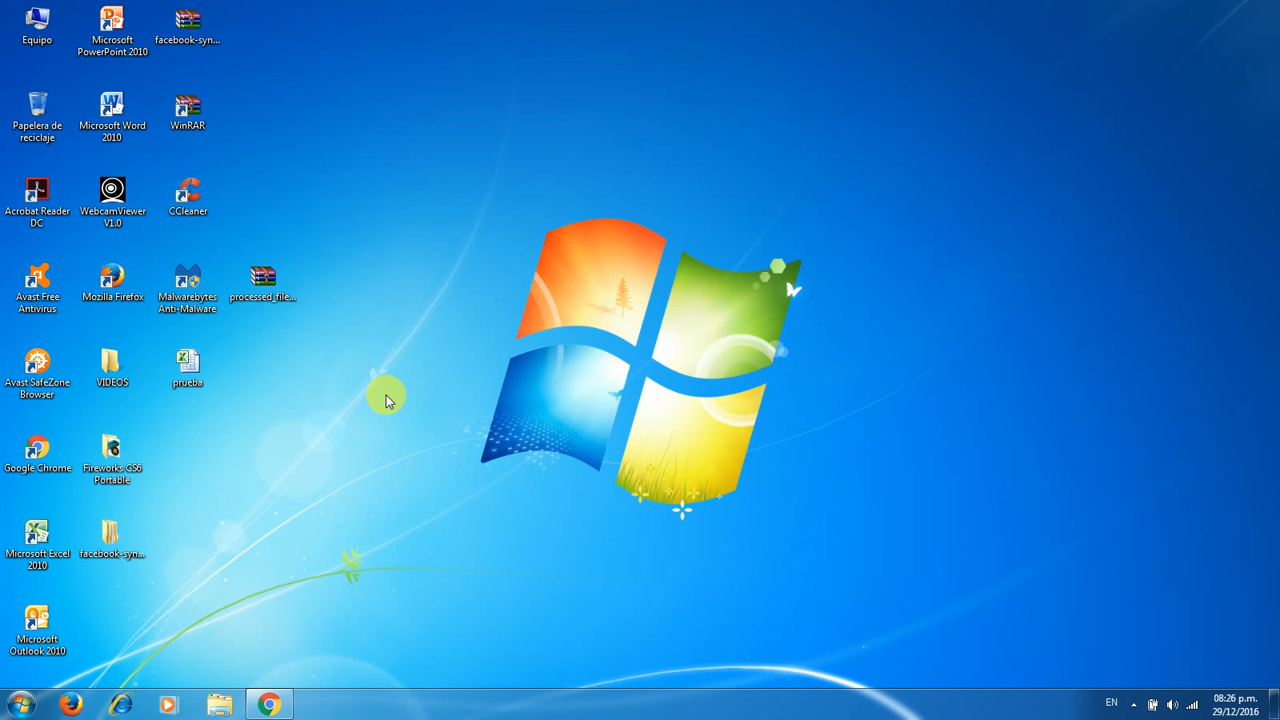 Equipo
Microsoft
PowerPoint 2010
facebook-syn...
Papelera de
reciclaje
Microsoft Word
2010
WinRAR
Acrobat Reader
DC
WebcamViewer
V1.0
CCleaner
Avast Free
Antivirus
Mozilla Firefox
Malwarebytes
Anti-Malware
processed_file...
Avast SafeZone
Browser
VIDEOS
prueba
Google Chrome
Fireworks CS6
Portable
Microsoft Excel
2010
facebook-syn...
Microsoft
Outlook 2010
EN
08:26 p.m.
29/12/2016